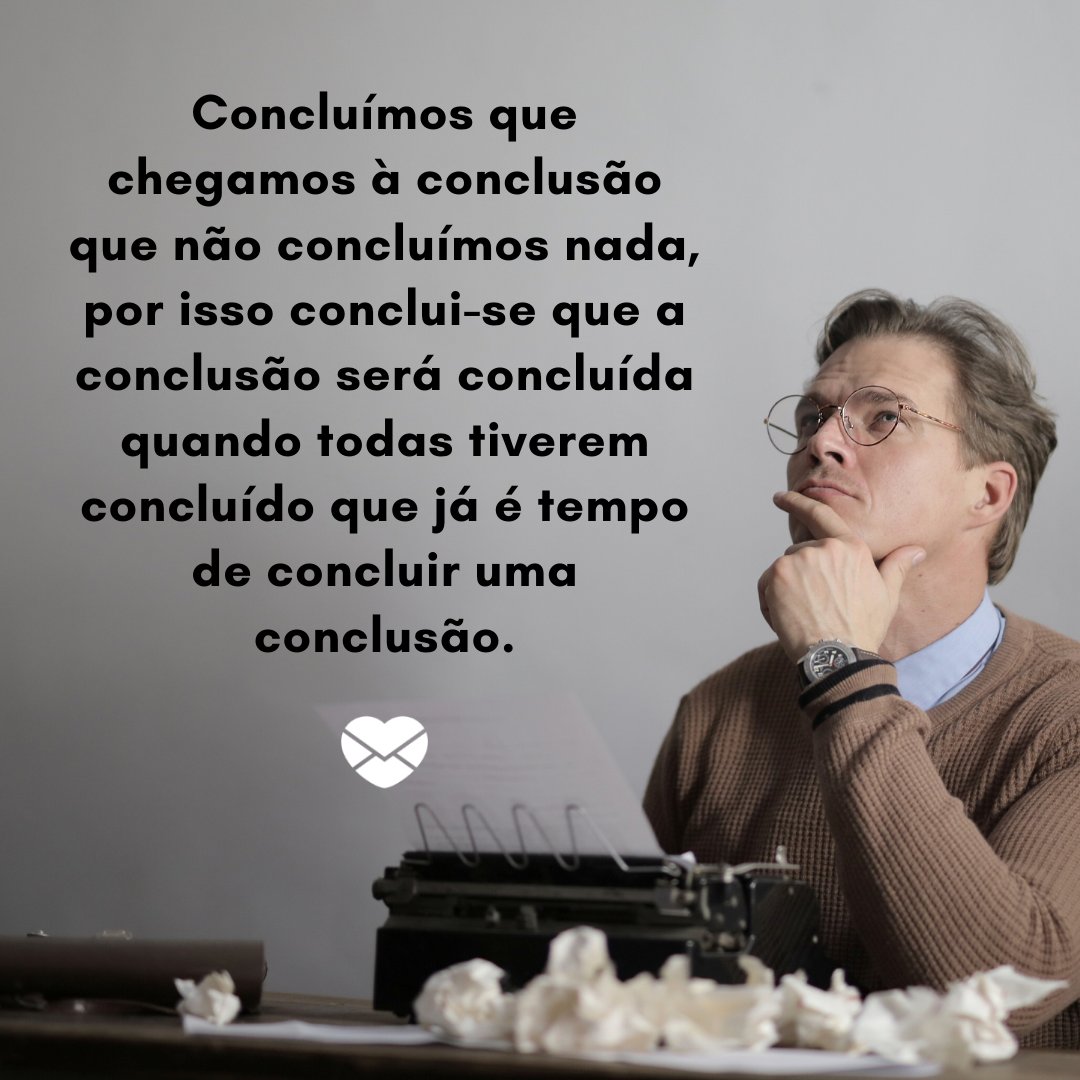 Concluímos que
chegamos à conclusão
que não concluímos nada,
por isso conclui-se que a
conclusão será concluída
quando todas tiverem
concluído que já é tempo
de concluir uma
conclusão.